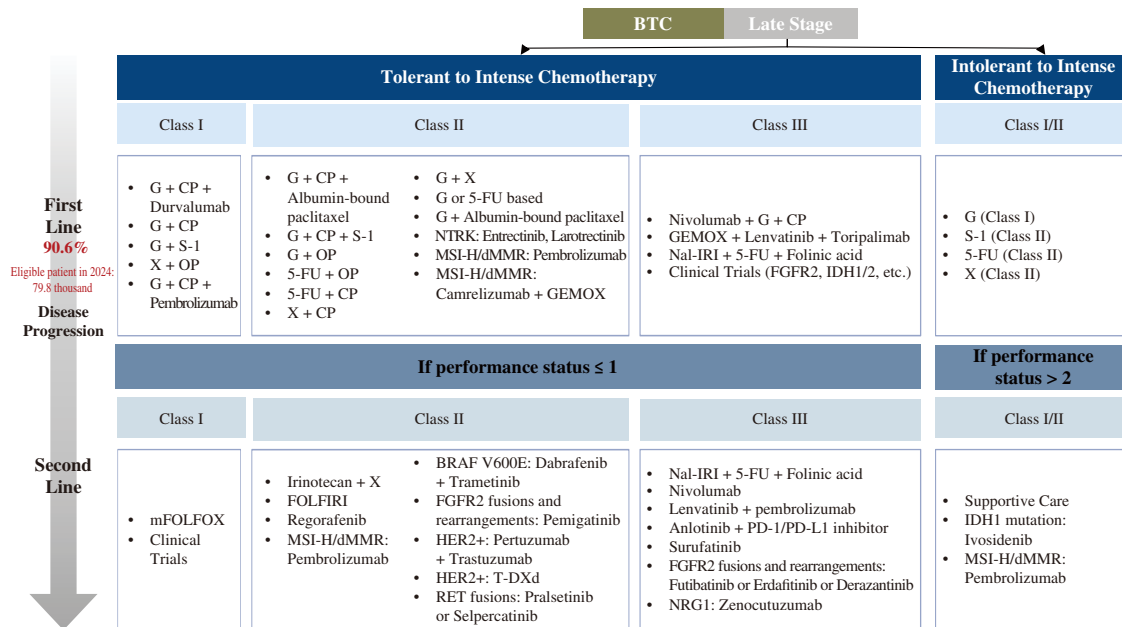 BTC
Late Stage
Tolerant to Intense Chemotherapy
Intolerant to Intense
Chemotherapy
Class I
Class II
Class III
Class I/II
First
Line
90.6%
Eligible patient in 2024:
79.8 thousand
Disease
Progression
• G + CP +
Durvalumab
• G + CP
• G + S-1
• X + OP
• G + CP +
Pembrolizumab
• G + CP +
Albumin-bound
paclitaxel
• G + CP + S-1
• G + OP
• 5-FU + OP
• 5-FU + CP
• X + CP
• G + X
• G or 5-FU based
• G + Albumin-bound paclitaxel
• NTRK: Entrectinib, Larotrectinib
• MSI-H/dMMR: Pembrolizumab
• MSI-H/dMMR:
Camrelizumab + GEMOX
• Nivolumab + G + CP
• GEMOX + Lenvatinib + Toripalimab
• Nal-IRI + 5-FU + Folinic acid
• Clinical Trials (FGFR2, IDH1/2, etc.)
• G (Class I)
• S-1 (Class II)
• 5-FU (Class II)
• X (Class II)
If performance status ≤ 1
If performance
status > 2
Class I
Class II
Class III
Class I/II
Second
Line
• mFOLFOX
• Clinical
Trials
• Irinotecan + X
• FOLFIRI
• Regorafenib
• MSI-H/dMMR:
Pembrolizumab
• BRAF V600E: Dabrafenib
+ Trametinib
• FGFR2 fusions and
rearrangements: Pemigatinib
• HER2+: Pertuzumab
+ Trastuzumab
• HER2+: T-DXd
• RET fusions: Pralsetinib
or Selpercatinib
• Nal-IRI + 5-FU + Folinic acid
• Nivolumab
• Lenvatinib + pembrolizumab
• Anlotinib + PD-1/PD-L1 inhibitor
• Surufatinib
• FGFR2 fusions and rearrangements:
Futibatinib or Erdafitinib or Derazantinib
• NRG1: Zenocutuzumab
• Supportive Care
• IDH1 mutation:
Ivosidenib
• MSI-H/dMMR:
Pembrolizumab